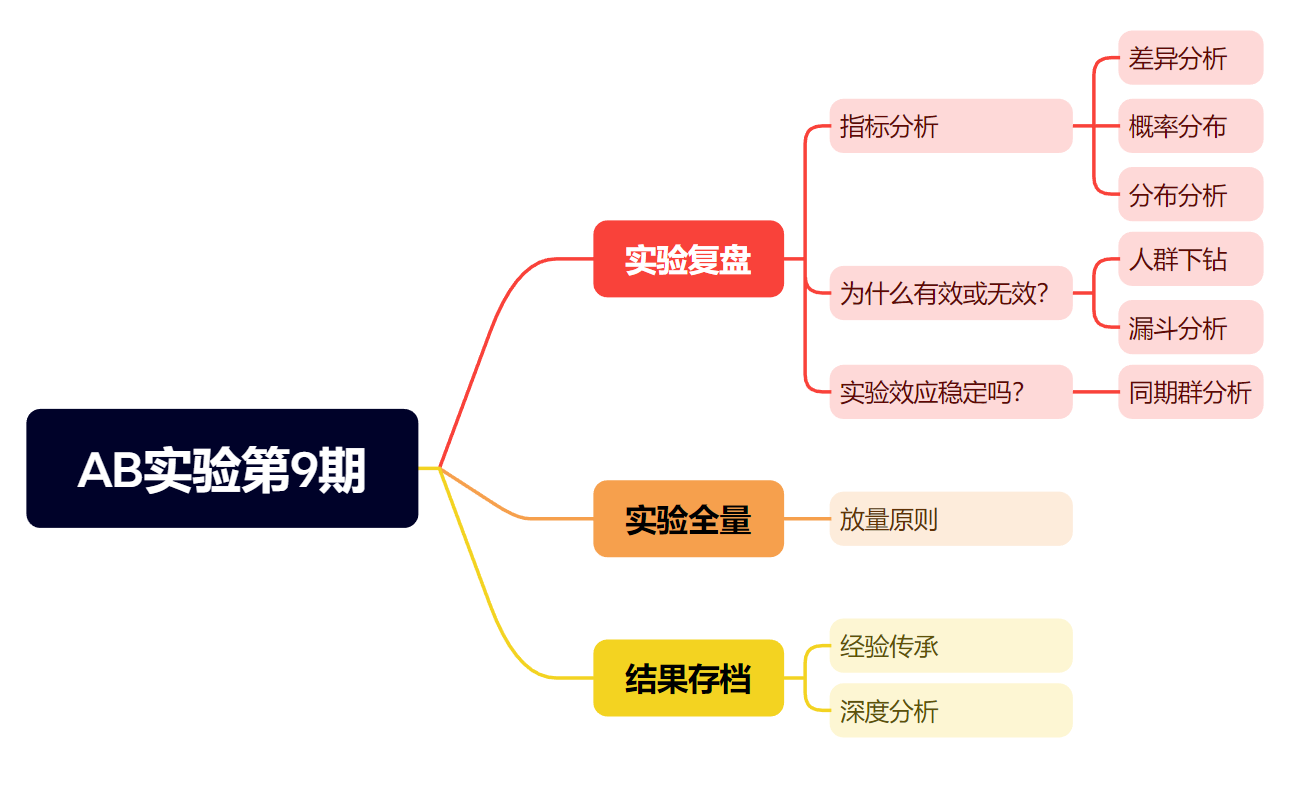 AB实验第9期
实验复盘
指标分析
差异分析
概率分布
分布分析
为什么有效或无效？
人群下钻
漏斗分析
实验效应稳定吗？
同期群分析
实验全量
放量原则
结果存档
经验传承
深度分析